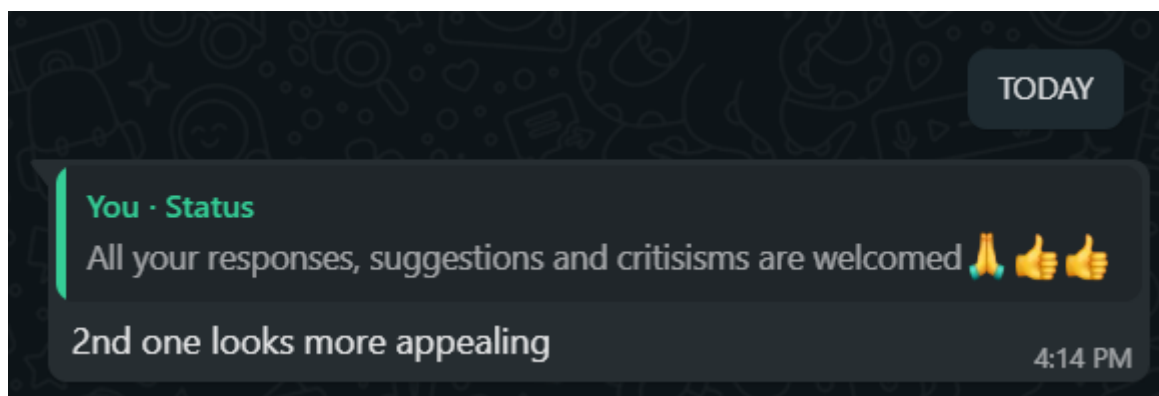 TODAY
You · Status
All your responses, suggestions and critisisms are welcomed🙏👍👍
2nd one looks more appealing
4:14 PM